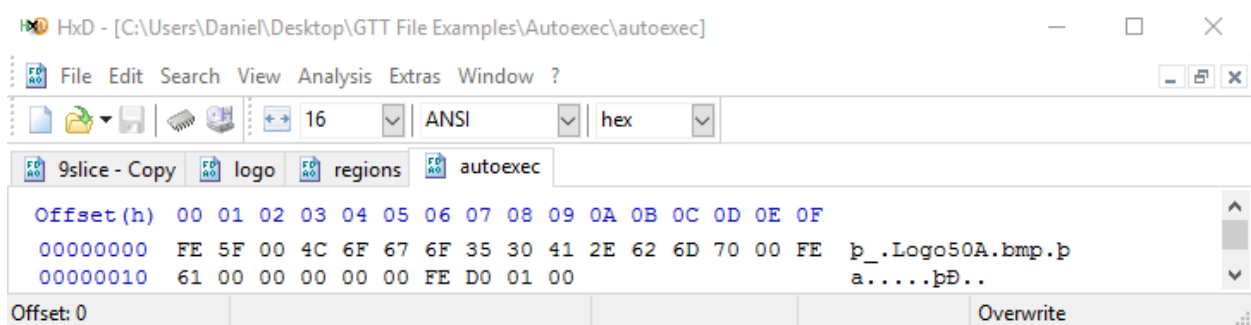 HxD - [C:\Users\Daniel\Desktop\GTT File Examples\Autoexec\autoexec]
File Edit Search View Analysis Extras Window ?
16 ANSI hex
9slice - Copy logo regions autoexec
Offset(h) 00 01 02 03 04 05 06 07 08 09 0A 0B 0C 0D 0E 0F
00000000 FE 5F 00 4C 6F 67 6F 35 30 41 2E 62 6D 70 00 FE þ_.Logo50A.bmp.þ
00000010 61 00 00 00 00 00 FE D0 01 00 a.....þÐ..
Offset: 0 Overwrite